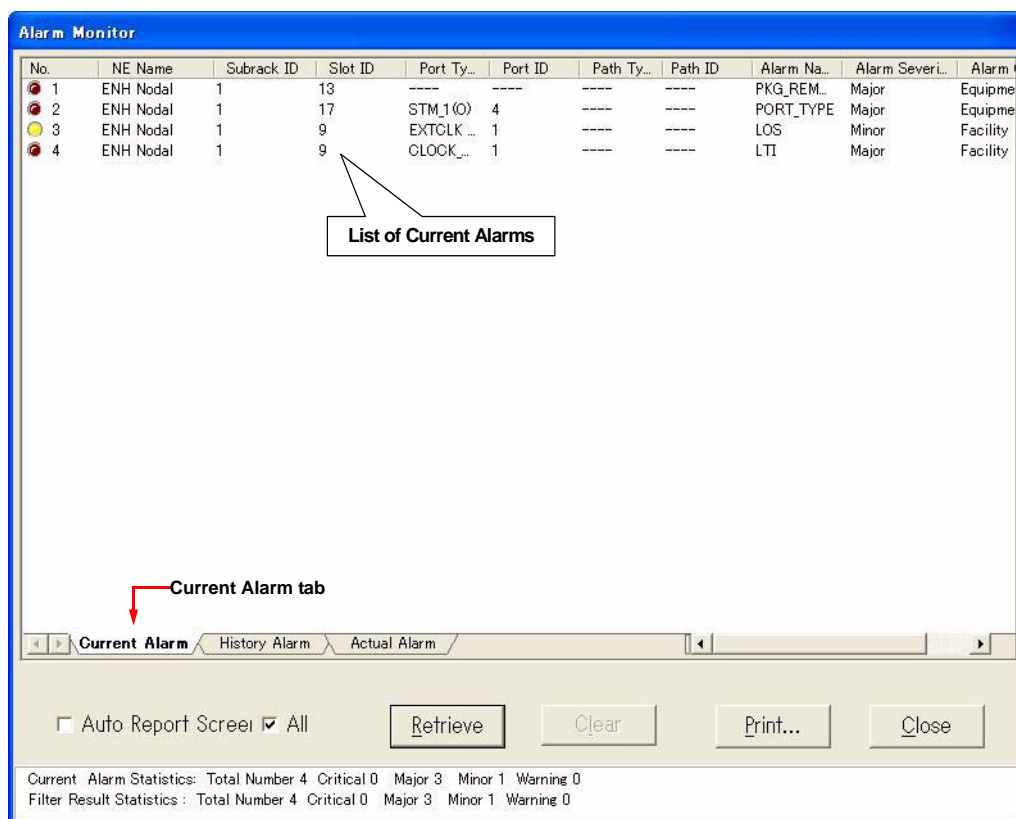 Alarm Monitor
No. NE Name Subrack ID Slot ID Port Ty... Port ID Path Ty... Path ID Alarm Na... Alarm Severi... Alarm
1 ENH Nodal 1 13 ---- ---- ---- ---- PKG_REM... Major Equipme
2 ENH Nodal 1 17 STM_1(O) 4 ---- ---- PORT_TYPE Major Equipme
3 ENH Nodal 1 9 EXTCLK ... 1 ---- ---- LOS Minor Facility
4 ENH Nodal 1 9 CLOCK_... 1 ---- ---- LTI Major Facility
List of Current Alarms
Current Alarm tab
Current Alarm History Alarm Actual Alarm
Auto Report Screen All Retrieve Clear Print... Close
Current Alarm Statistics: Total Number 4 Critical 0 Major 3 Minor 1 Warning 0
Filter Result Statistics : Total Number 4 Critical 0 Major 3 Minor 1 Warning 0